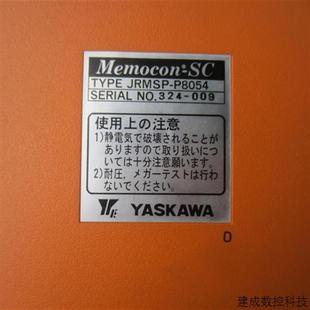 Memocon-SC
TYPE JRMSP-P8054
SERIAL NO. 324-009
使用上の注意
1)静電気で破壊されることが
ありますので取り扱いにつ
いては十分注意願います。
2)耐圧．メガーテストは行わ
ないでください。
YASKAWA
D
建成数控科技